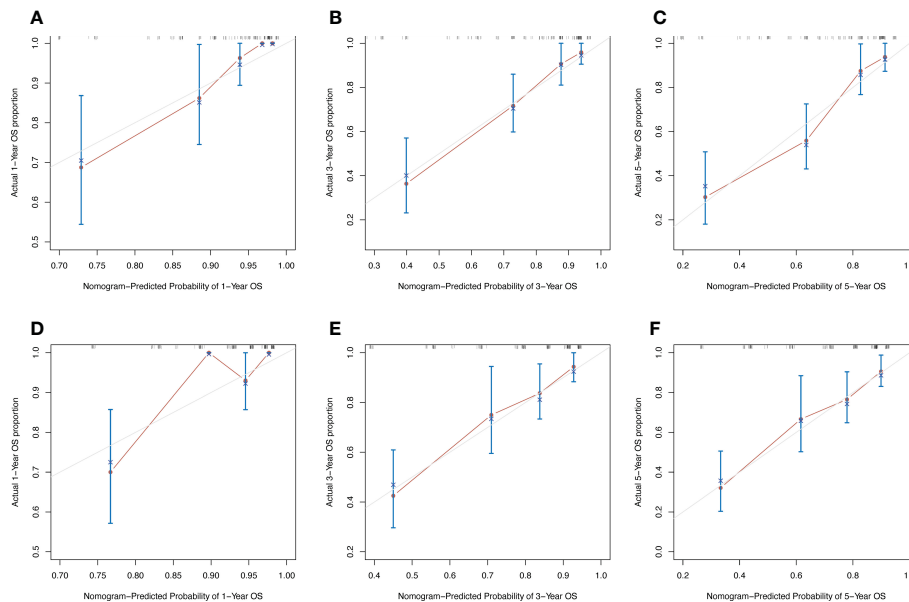 A
Actual 1−Year OS proportion
0.5 0.6 0.7 0.8 0.9 1.0
0.70 0.75 0.80 0.85 0.90 0.95 1.00
Nomogram−Predicted Probability of 1−Year OS
B
Actual 3−Year OS proportion
0.2 0.4 0.6 0.8 1.0
0.3 0.4 0.5 0.6 0.7 0.8 0.9 1.0
Nomogram−Predicted Probability of 3−Year OS
C
Actual 5−Year OS proportion
0.2 0.4 0.6 0.8 1.0
0.2 0.4 0.6 0.8 1
Nomogram−Predicted Probability of 5−Year OS
D
Actual 1−Year OS proportion
0.5 0.6 0.7 0.8 0.9 1.0
0.70 0.75 0.80 0.85 0.90 0.95 1.00
Nomogram−Predicted Probability of 1−Year OS
E
Actual 3−Year OS proportion
0.2 0.4 0.6 0.8 1.0
0.4 0.5 0.6 0.7 0.8 0.9 1.0
Nomogram−Predicted Probability of 3−Year OS
F
Actual 5−Year OS proportion
0.0 0.2 0.4 0.6 0.8 1.0
0.2 0.4 0.6 0.8 1
Nomogram−Predicted Probability of 5−Year OS